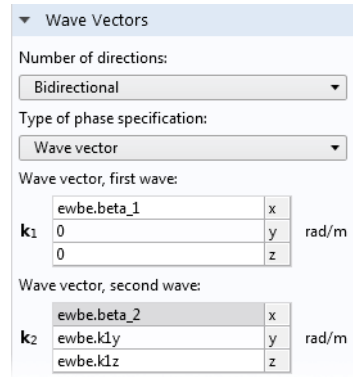 Wave Vectors
Number of directions:
Bidirectional
Type of phase specification:
Wave vector
Wave vector, first wave:
ewbe.beta_1 x
k1 0 y rad/m
0 z
Wave vector, second wave:
ewbe.beta_2 x
k2 ewbe.k1y y rad/m
ewbe.k1z z